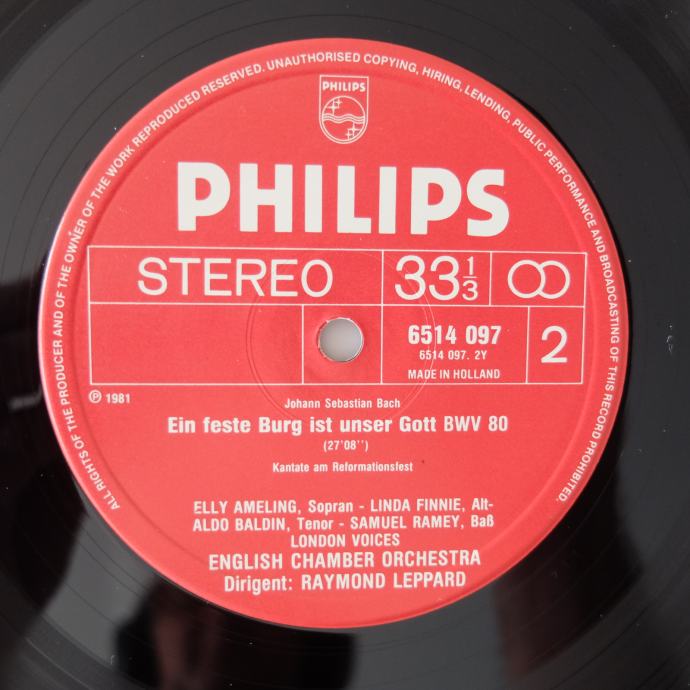 ALL RIGHTS OF THE PRODUCER AND OF THE OWNER OF THE WORK REPRODUCED RESERVED. UNAUTHORISED COPYING, HIRING, LENDING, PUBLIC PERFORMANCE AND BROADCASTING OF THIS RECORD PROHIBITED.
PHILIPS
PHILIPS
STEREO 33 1/3
6514 097 2
6514 097. 2Y
MADE IN HOLLAND
℗ 1981
Johann Sebastian Bach
Ein feste Burg ist unser Gott BWV 80
(27'08'')
Kantate am Reformationsfest
ELLY AMELING, Sopran - LINDA FINNIE, Alt-
ALDO BALDIN, Tenor - SAMUEL RAMEY, Baß
LONDON VOICES
ENGLISH CHAMBER ORCHESTRA
Dirigent: RAYMOND LEPPARD